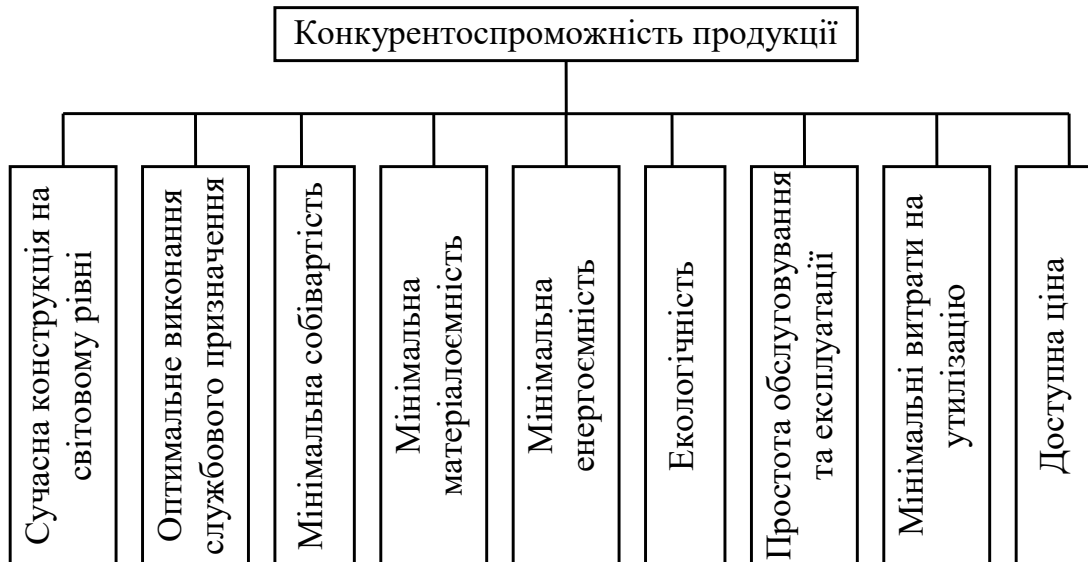 Конкурентоспроможність продукції
Сучасна конструкція на
світовому рівні
Оптимальне виконання
службового призначення
Мінімальна собівартість
Мінімальна
матеріалоємність
Мінімальна
енергоємність
Екологічність
Простота обслуговування
та експлуатації
Мінімальні витрати на
утилізацію
Доступна ціна